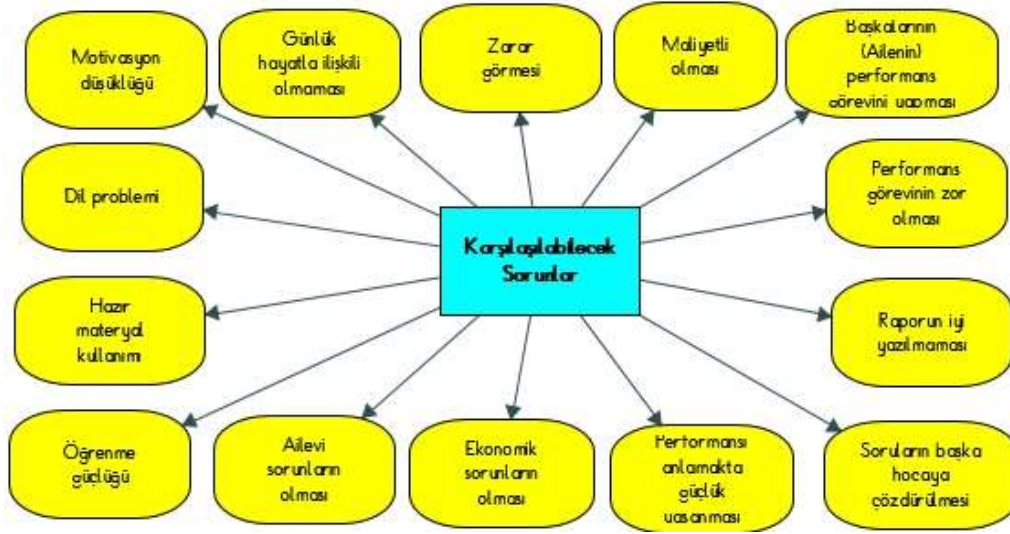 Motivasyon
düşüklüğü
Günlük
hayatla ilişkili
olmaması
Zarar
görmesi
Maliyetli
olması
Başkalarının
(Ailenin)
performans
görevini yapması
Dil problemi
Performans
görevinin zor
olması
Karşılaşılabilecek
Sorunlar
Hazır
materyal
kullanımı
Raporun iyi
yazılmaması
Öğrenme
güçlüğü
Ailevi
sorunların
olması
Ekonomik
sorunların
olması
Performansı
anlamakta
güçlük
yaşanması
Soruların başka
hocaya
çözdürülmesi